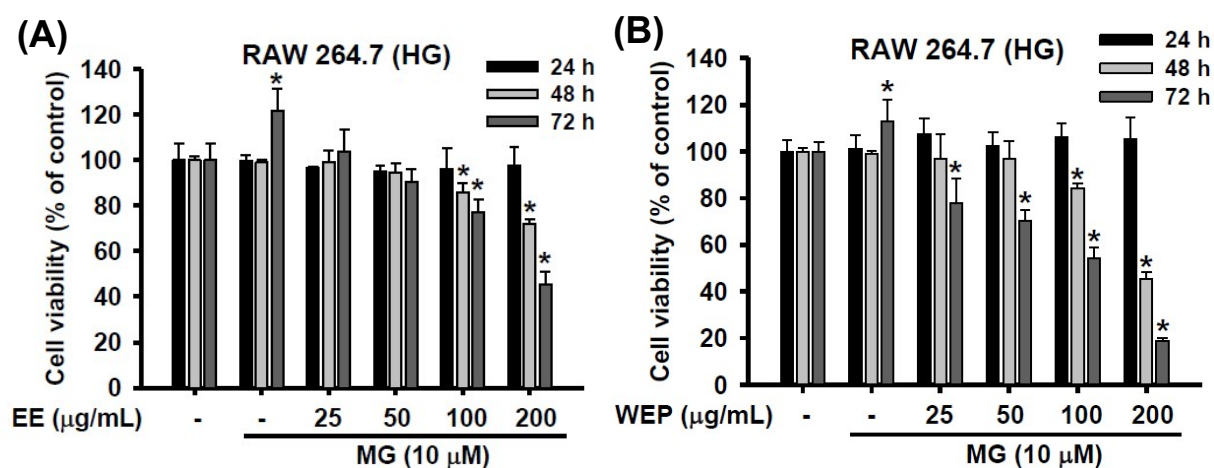 (A)
RAW 264.7 (HG)
24 h
48 h
72 h
Cell viability (% of control)
140
120
100
80
60
40
20
0
* * * * *
EE (μg/mL) - - 25 50 100 200
MG (10 μM)
(B)
RAW 264.7 (HG)
24 h
48 h
72 h
Cell viability (% of control)
140
120
100
80
60
40
20
0
* * * * * * *
WEP (μg/mL) - - 25 50 100 200
MG (10 μM)